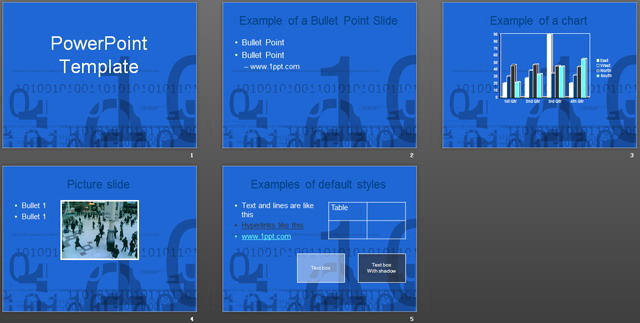 PowerPoint
Template
1
Example of a Bullet Point Slide
• Bullet Point
• Bullet Point
– www.1ppt.com
2
Example of a chart
90
80
70
60
50
40
30
20
10
0
1st Qtr 2nd Qtr 3rd Qtr 4th Qtr
East
West
North
South
3
Picture slide
• Bullet 1
• Bullet 1
4
Examples of default styles
• Text and lines are like
this
• Hyperlinks like this
• www.1ppt.com
Table
Text box
Text box
With shadow
5